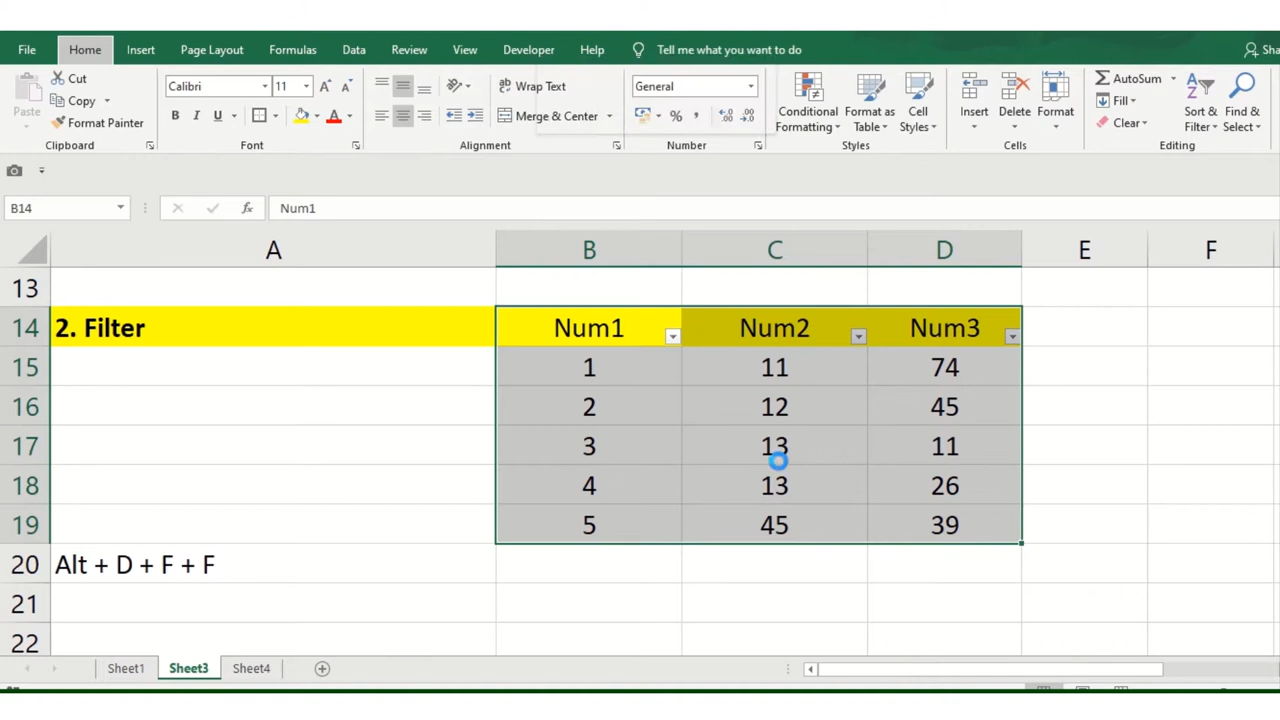 File Home Insert Page Layout Formulas Data Review View Developer Help Tell me what you want to do Sha
Paste Cut Copy Format Painter Clipboard
Calibri 11 A A B I U A Font
ab Wrap Text Merge & Center Alignment
General % , Number
Conditional Formatting Format as Table Cell Styles Styles
Insert Delete Format Cells
AutoSum Fill Clear Sort & Filter Find & Select Editing
B14 fx Num1
A B C D E F
13
14 2. Filter Num1 Num2 Num3
15 1 11 74
16 2 12 45
17 3 13 11
18 4 13 26
19 5 45 39
20 Alt + D + F + F
21
22
Sheet1 Sheet3 Sheet4